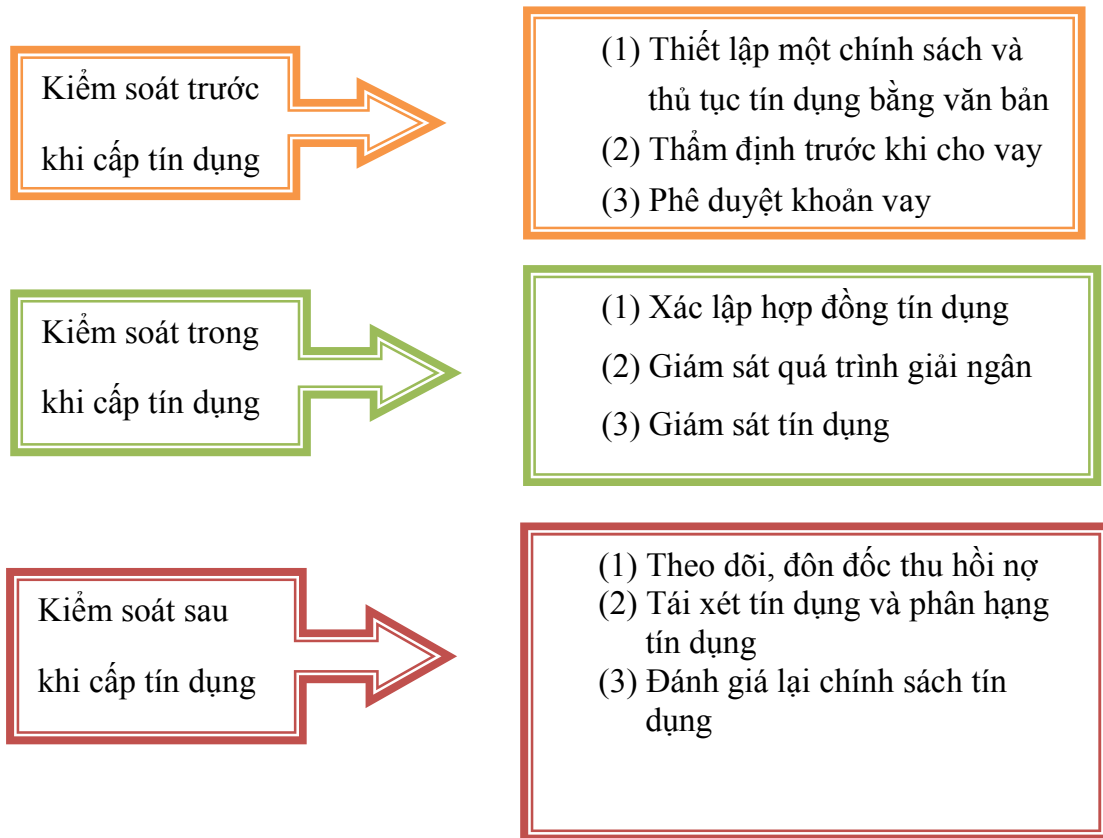 Kiểm soát trước
khi cấp tín dụng
(1) Thiết lập một chính sách và
thủ tục tín dụng bằng văn bản
(2) Thẩm định trước khi cho vay
(3) Phê duyệt khoản vay
Kiểm soát trong
khi cấp tín dụng
(1) Xác lập hợp đồng tín dụng
(2) Giám sát quá trình giải ngân
(3) Giám sát tín dụng
Kiểm soát sau
khi cấp tín dụng
(1) Theo dõi, đôn đốc thu hồi nợ
(2) Tái xét tín dụng và phân hạng
tín dụng
(3) Đánh giá lại chính sách tín
dụng